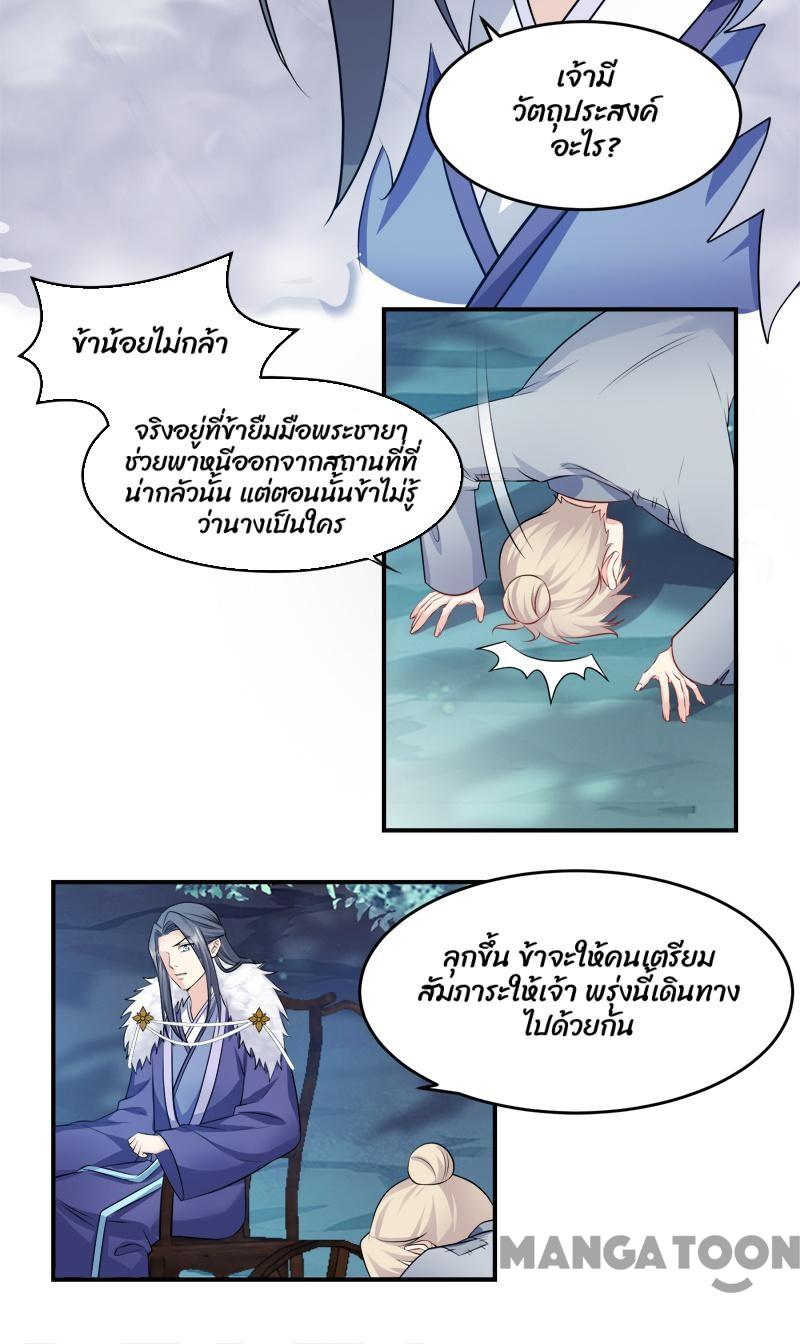 เจ้ามี
วัตถุประสงค์
อะไร?
ข้าน้อยไม่กล้า
จริงอยู่ที่ข้ายืมมือพระชายา
ช่วยพาหนีออกจากสถานที่ที่
น่ากลัวนั้น แต่ตอนนั้นข้าไม่รู้
ว่านางเป็นใคร
ลุกขึ้น ข้าจะให้คนเตรียม
สัมภาระให้เจ้า พรุ่งนี้เดินทาง
ไปด้วยกัน
MANGATOON